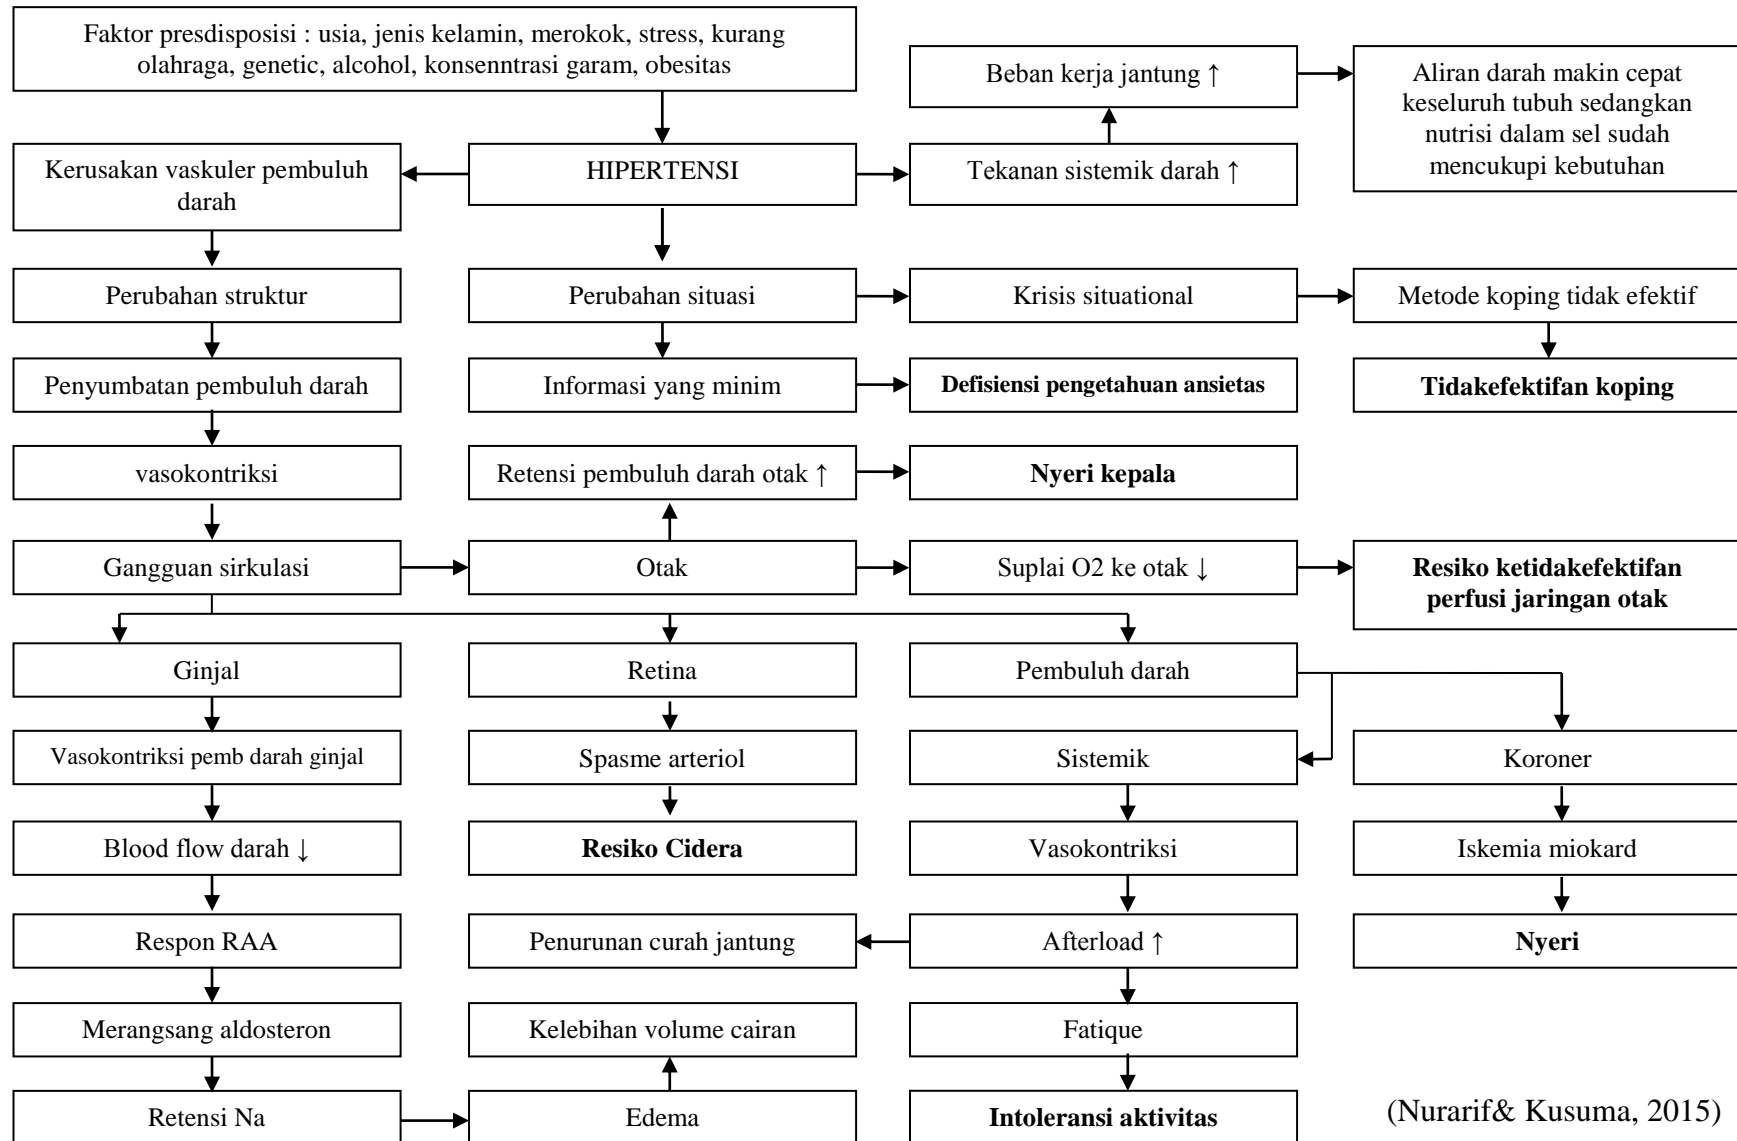 Faktor presdisposisi : usia, jenis kelamin, merokok, stress, kurang
olahraga, genetic, alcohol, konsenntrasi garam, obesitas
Beban kerja jantung ↑
Aliran darah makin cepat
keseluruh tubuh sedangkan
nutrisi dalam sel sudah
mencukupi kebutuhan
Kerusakan vaskuler pembuluh
darah
HIPERTENSI
Tekanan sistemik darah ↑
Perubahan struktur
Perubahan situasi
Krisis situational
Metode koping tidak efektif
Penyumbatan pembuluh darah
Informasi yang minim
Defisiensi pengetahuan ansietas
Tidakefektifan koping
vasokontriksi
Retensi pembuluh darah otak ↑
Nyeri kepala
Gangguan sirkulasi
Otak
Suplai O2 ke otak ↓
Resiko ketidakefektifan
perfusi jaringan otak
Ginjal
Retina
Pembuluh darah
Vasokontriksi pemb darah ginjal
Spasme arteriol
Sistemik
Koroner
Blood flow darah ↓
Resiko Cidera
Vasokontriksi
Iskemia miokard
Respon RAA
Penurunan curah jantung
Afterload ↑
Nyeri
Merangsang aldosteron
Kelebihan volume cairan
Fatique
Retensi Na
Edema
Intoleransi aktivitas
(Nurarif& Kusuma, 2015)